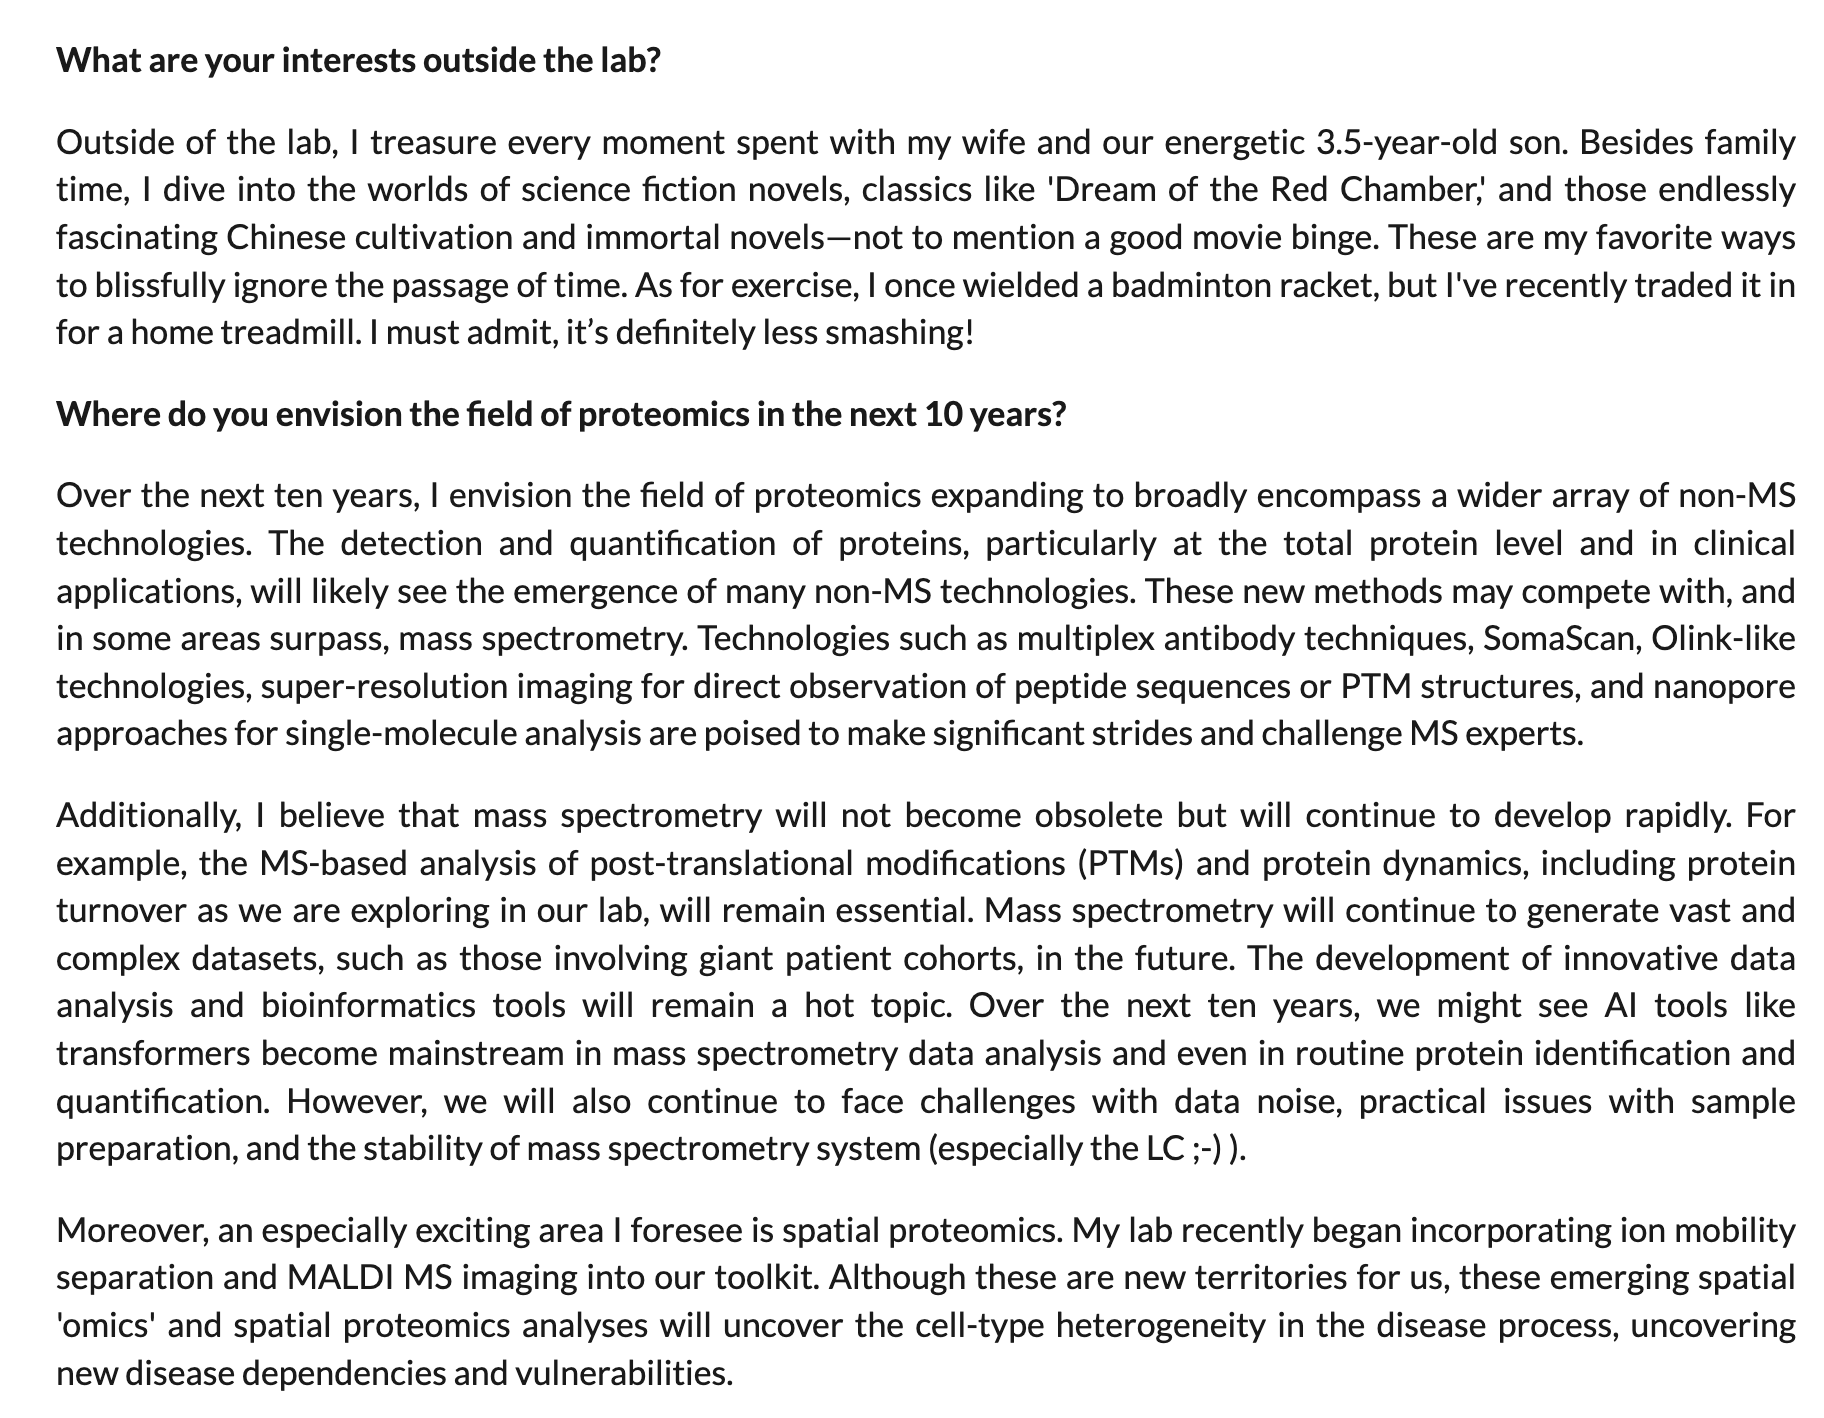 What are your interests outside the lab?
Outside of the lab, I treasure every moment spent with my wife and our energetic 3.5-year-old son. Besides family
time, I dive into the worlds of science fiction novels, classics like 'Dream of the Red Chamber,' and those endlessly
fascinating Chinese cultivation and immortal novels—not to mention a good movie binge. These are my favorite ways
to blissfully ignore the passage of time. As for exercise, I once wielded a badminton racket, but I've recently traded it in
for a home treadmill. I must admit, it’s definitely less smashing!
Where do you envision the field of proteomics in the next 10 years?
Over the next ten years, I envision the field of proteomics expanding to broadly encompass a wider array of non-MS
technologies. The detection and quantification of proteins, particularly at the total protein level and in clinical
applications, will likely see the emergence of many non-MS technologies. These new methods may compete with, and
in some areas surpass, mass spectrometry. Technologies such as multiplex antibody techniques, SomaScan, Olink-like
technologies, super-resolution imaging for direct observation of peptide sequences or PTM structures, and nanopore
approaches for single-molecule analysis are poised to make significant strides and challenge MS experts.
Additionally, I believe that mass spectrometry will not become obsolete but will continue to develop rapidly. For
example, the MS-based analysis of post-translational modifications (PTMs) and protein dynamics, including protein
turnover as we are exploring in our lab, will remain essential. Mass spectrometry will continue to generate vast and
complex datasets, such as those involving giant patient cohorts, in the future. The development of innovative data
analysis and bioinformatics tools will remain a hot topic. Over the next ten years, we might see AI tools like
transformers become mainstream in mass spectrometry data analysis and even in routine protein identification and
quantification. However, we will also continue to face challenges with data noise, practical issues with sample
preparation, and the stability of mass spectrometry system (especially the LC ;-) ).
Moreover, an especially exciting area I foresee is spatial proteomics. My lab recently began incorporating ion mobility
separation and MALDI MS imaging into our toolkit. Although these are new territories for us, these emerging spatial
'omics' and spatial proteomics analyses will uncover the cell-type heterogeneity in the disease process, uncovering
new disease dependencies and vulnerabilities.